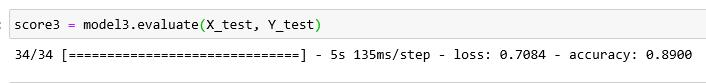 score3 = model3.evaluate(X_test, Y_test)
34/34 [==============================] - 5s 135ms/step - loss: 0.7084 - accuracy: 0.8900